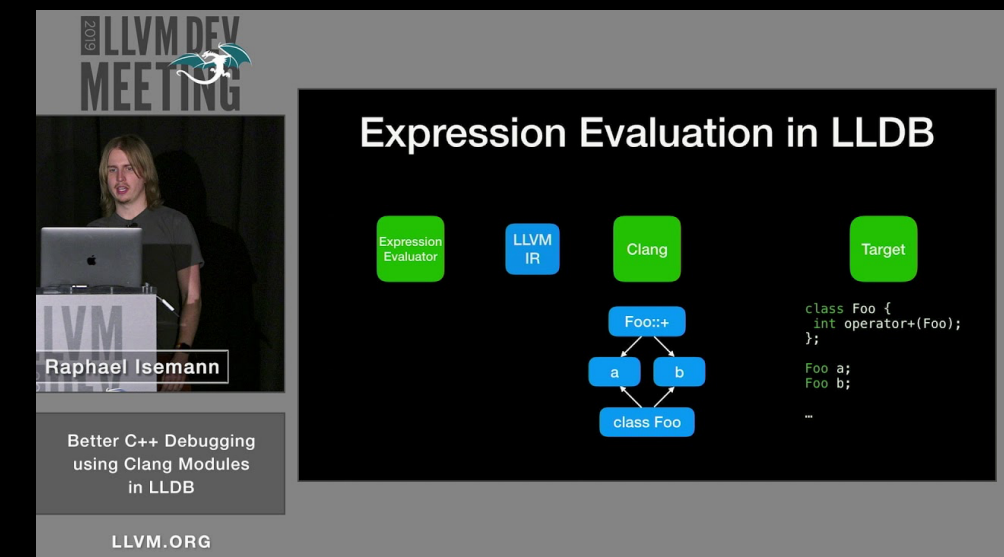 2019
LLVM DEV
MEETING
Raphael Isemann
Better C++ Debugging
using Clang Modules
in LLDB
LLVM.ORG
Expression Evaluation in LLDB
Expression
Evaluator
LLVM
IR
Clang
Target
Foo::+
a
b
class Foo
class Foo {
int operator+(Foo);
};
Foo a;
Foo b;
…